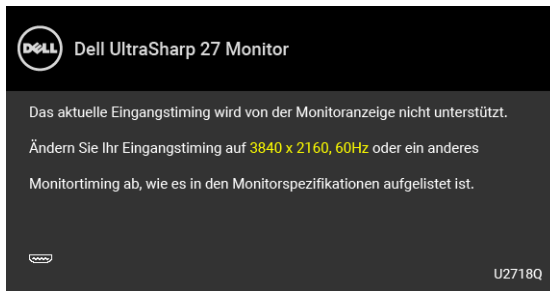 DELL
Dell UltraSharp 27 Monitor
Das aktuelle Eingangstiming wird von der Monitoranzeige nicht unterstützt.
Ändern Sie Ihr Eingangstiming auf 3840 x 2160, 60Hz oder ein anderes
Monitortiming ab, wie es in den Monitorspezifikationen aufgelistet ist.
U2718Q